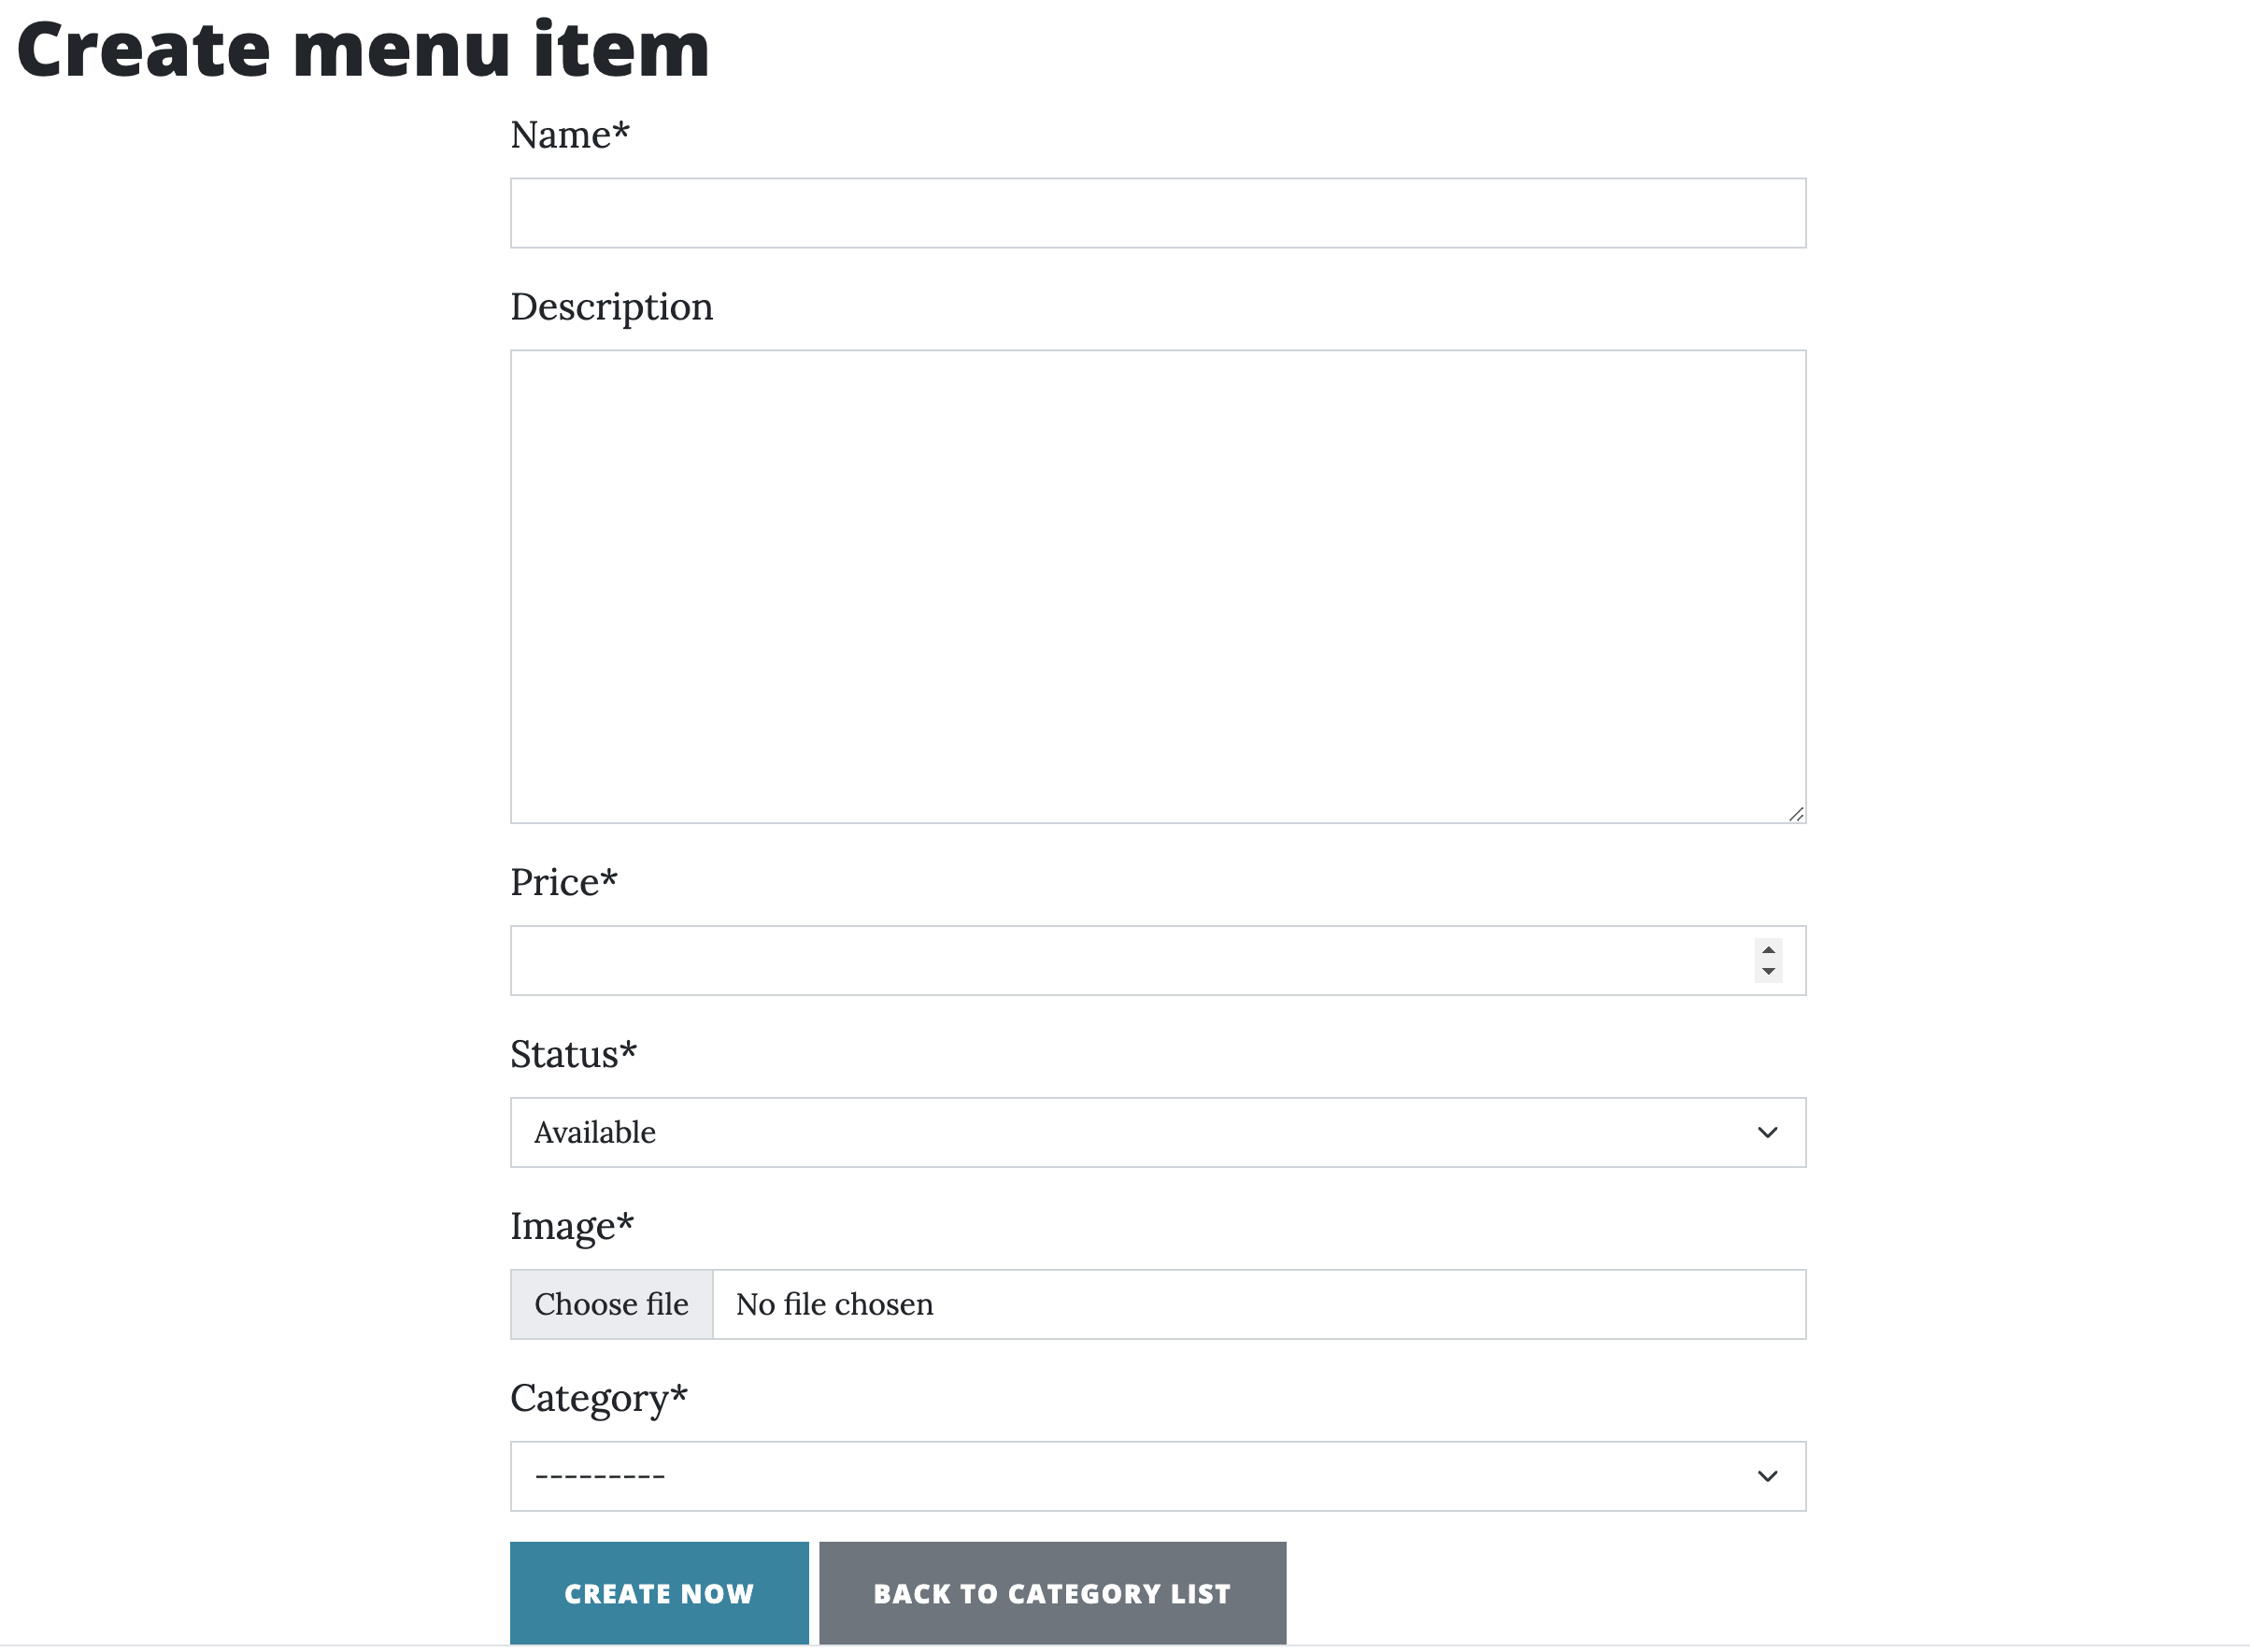 Create menu item
Name*
Description
Price*
Status*
Available
Image*
Choose file No file chosen
Category*
---------
CREATE NOW BACK TO CATEGORY LIST